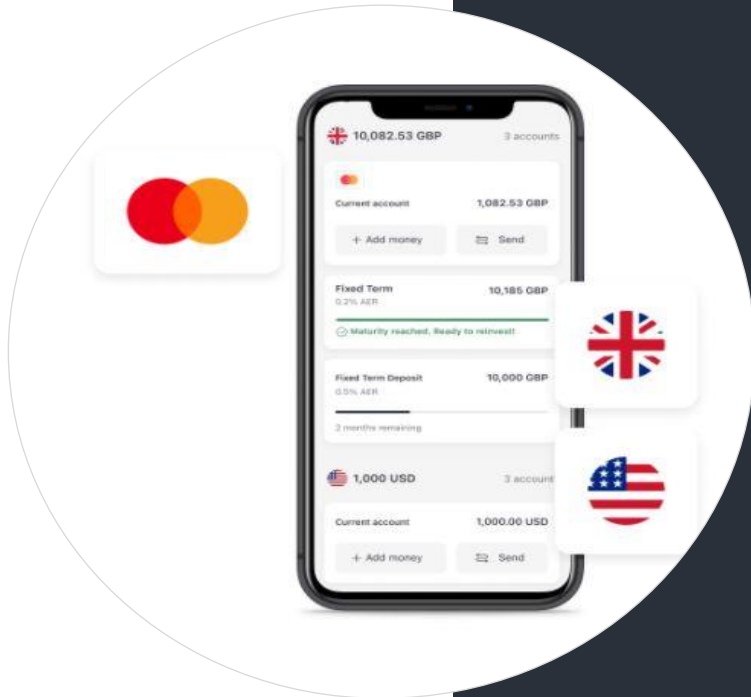 10,082.53 GBP 3 accounts
Current account 1,082.53 GBP
+ Add money Send
Fixed Term 10,185 GBP
0.2% AER
Maturity reached. Ready to reinvest!
Fixed Term Deposit 10,000 GBP
0.5% AER
2 months remaining
1,000 USD 3 account
Current account 1,000.00 USD
+ Add money Send